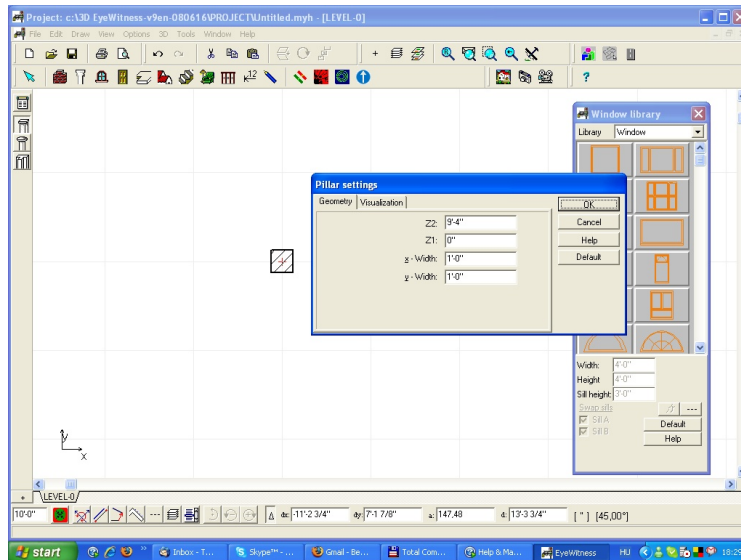 Project: c:\3D EyeWitness-v9en-080616\PROJECT\Untitled.myh - [LEVEL-0]
File Edit Draw View Options 3D Tools Window Help
12
?
Window library
Library Window
Pillar settings
Geometry Visualization
Z2: 9'-4"
Z1: 0"
x - Width: 1'-0"
y - Width: 1'-0"
OK
Cancel
Help
Default
Width: 4'-0"
Height 4'-0"
Sill height: 3'-0"
Swap sills
---
Sill A
Sill B
Default
Help
y
x
+ LEVEL-0
10'-0" dx: -11'-2 3/4" dy: 7'-1 7/8" a: 147,48 d: 13'-3 3/4" [ " ] [45,00°]
start Inbox - T... Skype™ - ... Gmail - Be... Total Com... Help & Ma... EyeWitness HU 18:29